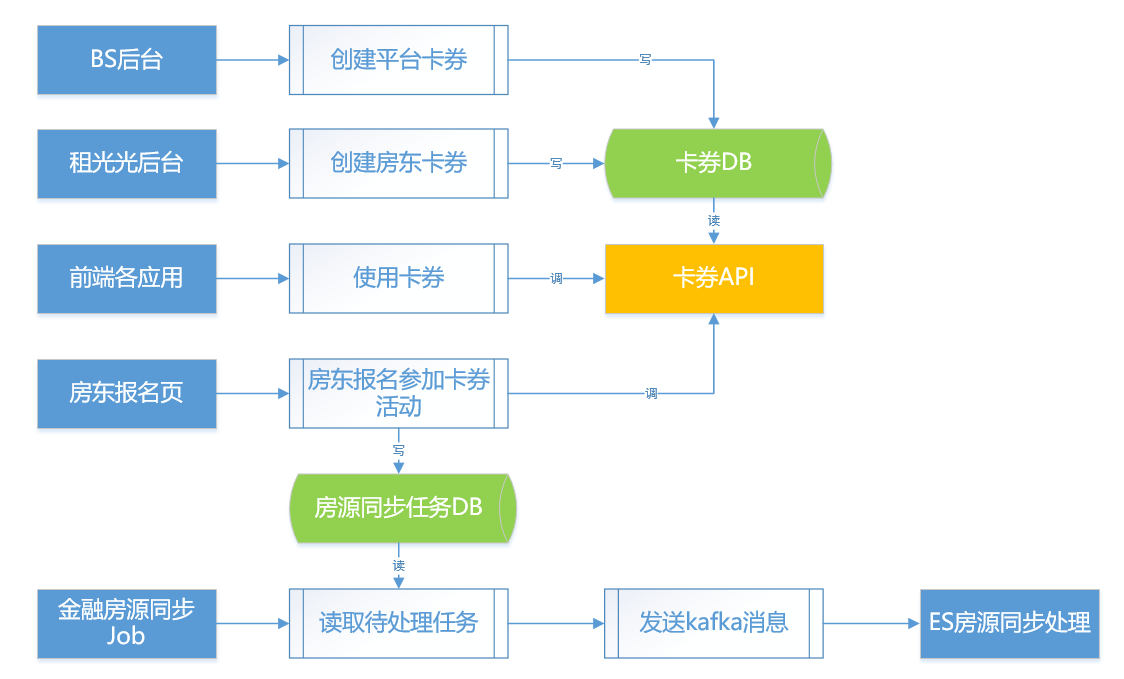 BS后台
创建平台卡券
写
租光光后台
创建房东卡券
写
卡券DB
读
前端各应用
使用卡券
调
卡券API
房东报名页
房东报名参加卡券
活动
调
写
房源同步任务DB
读
金融房源同步
Job
读取待处理任务
发送kafka消息
ES房源同步处理